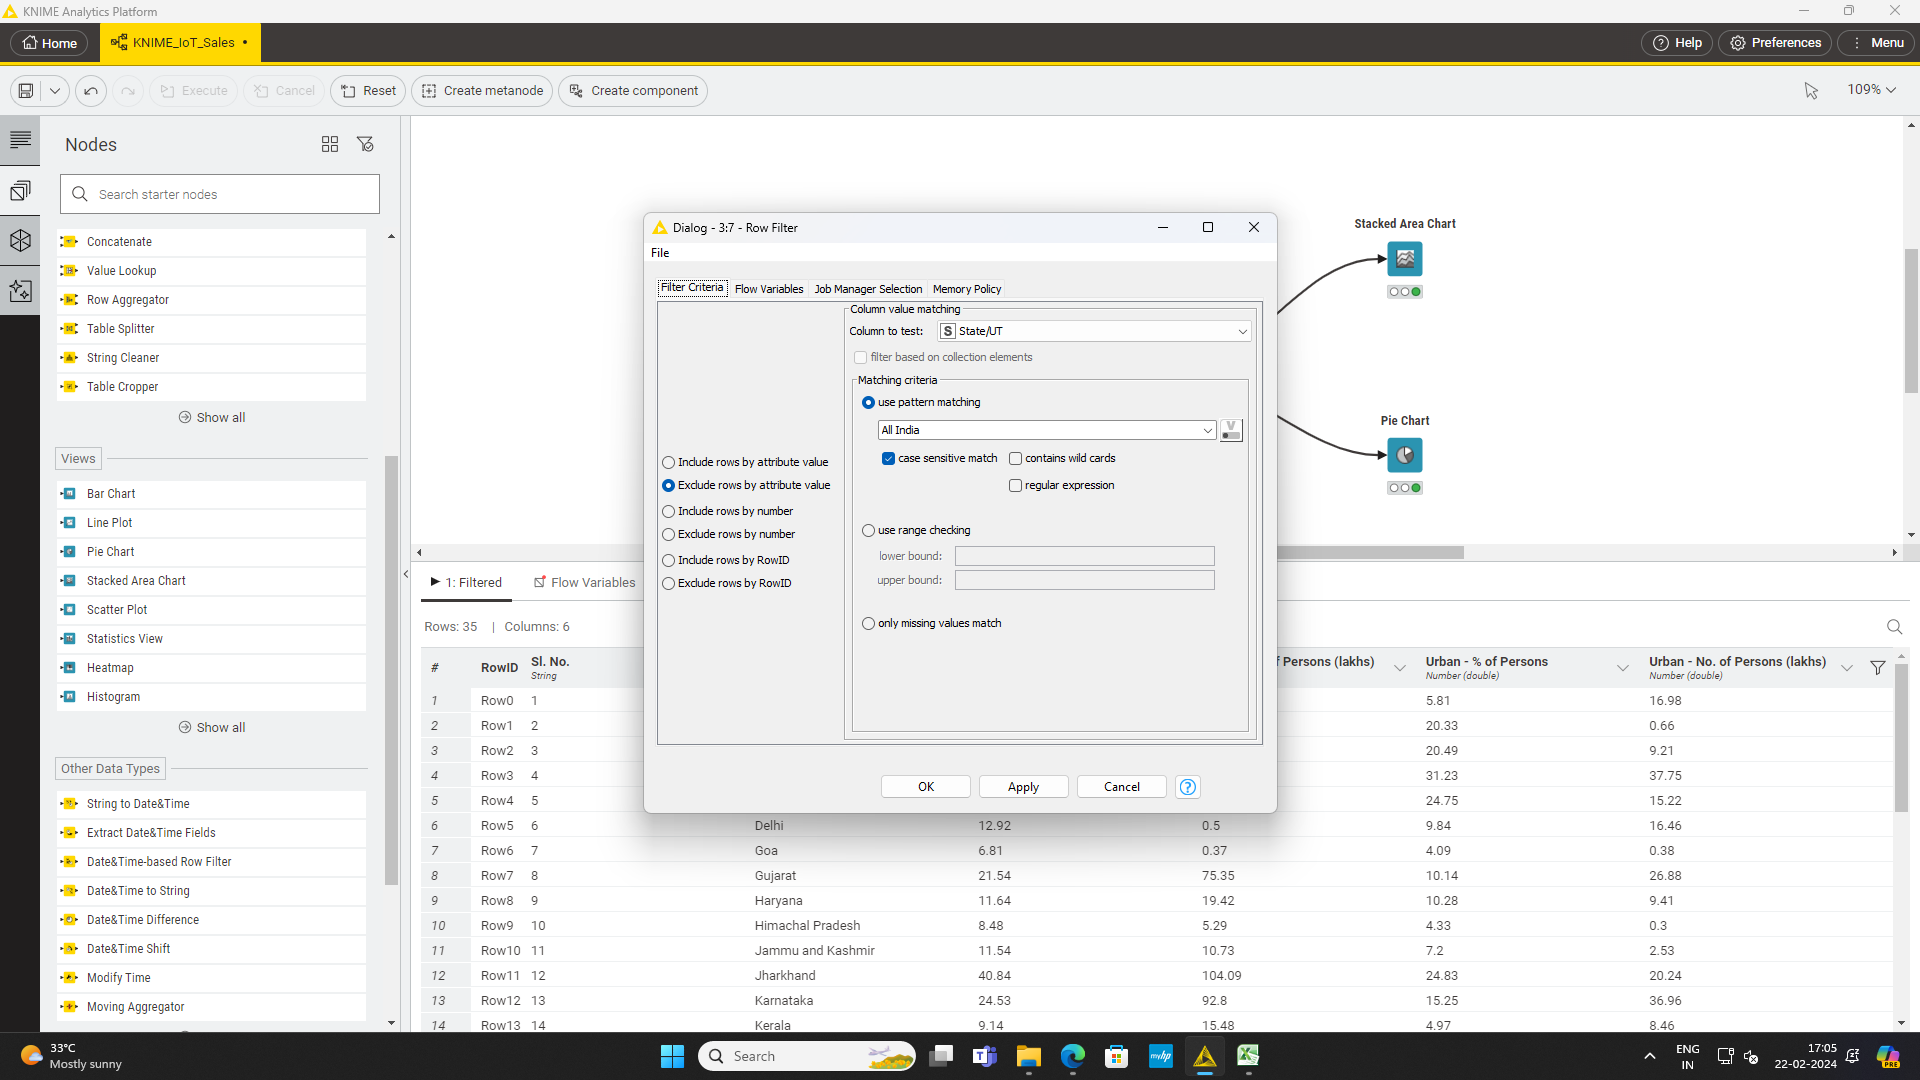 KNIME Analytics Platform
Home
KNIME_IoT_Sales •
Help
Preferences
Menu
Execute
Cancel
Reset
Create metanode
Create component
109%
Nodes
Search starter nodes
Concatenate
Value Lookup
Row Aggregator
Table Splitter
String Cleaner
Table Cropper
Show all
Views
Bar Chart
Line Plot
Pie Chart
Stacked Area Chart
Scatter Plot
Statistics View
Heatmap
Histogram
Show all
Other Data Types
String to Date&Time
Extract Date&Time Fields
Date&Time-based Row Filter
Date&Time to String
Date&Time Difference
Date&Time Shift
Modify Time
Moving Aggregator
Stacked Area Chart
Pie Chart
Dialog - 3:7 - Row Filter
File
Filter Criteria
Flow Variables
Job Manager Selection
Memory Policy
Include rows by attribute value
Exclude rows by attribute value
Include rows by number
Exclude rows by number
Include rows by RowID
Exclude rows by RowID
Column value matching
Column to test:
S State/UT
filter based on collection elements
Matching criteria
use pattern matching
All India
V
case sensitive match
contains wild cards
regular expression
use range checking
lower bound:
upper bound:
only missing values match
OK
Apply
Cancel
?
1: Filtered
Flow Variables
Rows: 35 | Columns: 6
# RowID Sl. No. f Persons (lakhs) Urban - % of Persons Urban - No. of Persons (lakhs)
String Number (double) Number (double)
1 Row0 1 5.81 16.98
2 Row1 2 20.33 0.66
3 Row2 3 20.49 9.21
4 Row3 4 31.23 37.75
5 Row4 5 24.75 15.22
6 Row5 6 Delhi 12.92 0.5 9.84 16.46
7 Row6 7 Goa 6.81 0.37 4.09 0.38
8 Row7 8 Gujarat 21.54 75.35 10.14 26.88
9 Row8 9 Haryana 11.64 19.42 10.28 9.41
10 Row9 10 Himachal Pradesh 8.48 5.29 4.33 0.3
11 Row10 11 Jammu and Kashmir 11.54 10.73 7.2 2.53
12 Row11 12 Jharkhand 40.84 104.09 24.83 20.24
13 Row12 13 Karnataka 24.53 92.8 15.25 36.96
14 Row13 14 Kerala 9.14 15.48 4.97 8.46
33°C
Mostly sunny
Search
myhp
ENG
IN
17:05
22-02-2024
PRE